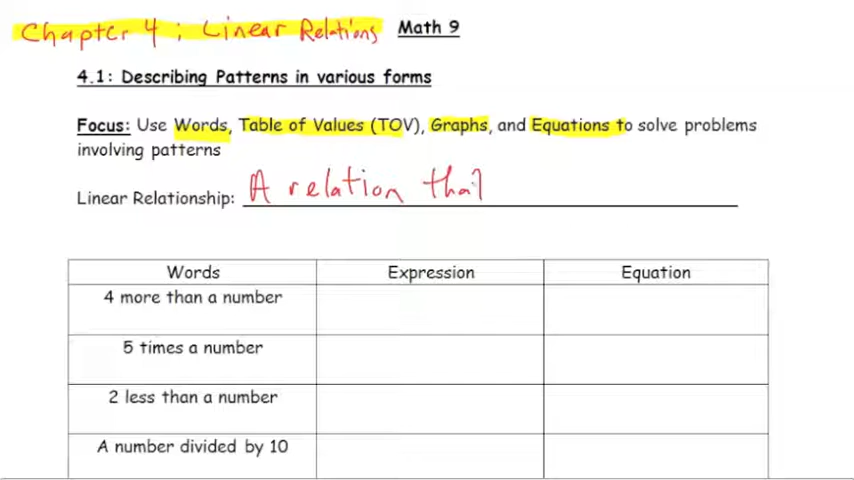 Chapter 4 : Linear Relations Math 9
4.1: Describing Patterns in various forms
Focus: Use Words, Table of Values (TOV), Graphs, and Equations to solve problems
involving patterns
Linear Relationship: A relation that
Words Expression Equation
4 more than a number
5 times a number
2 less than a number
A number divided by 10